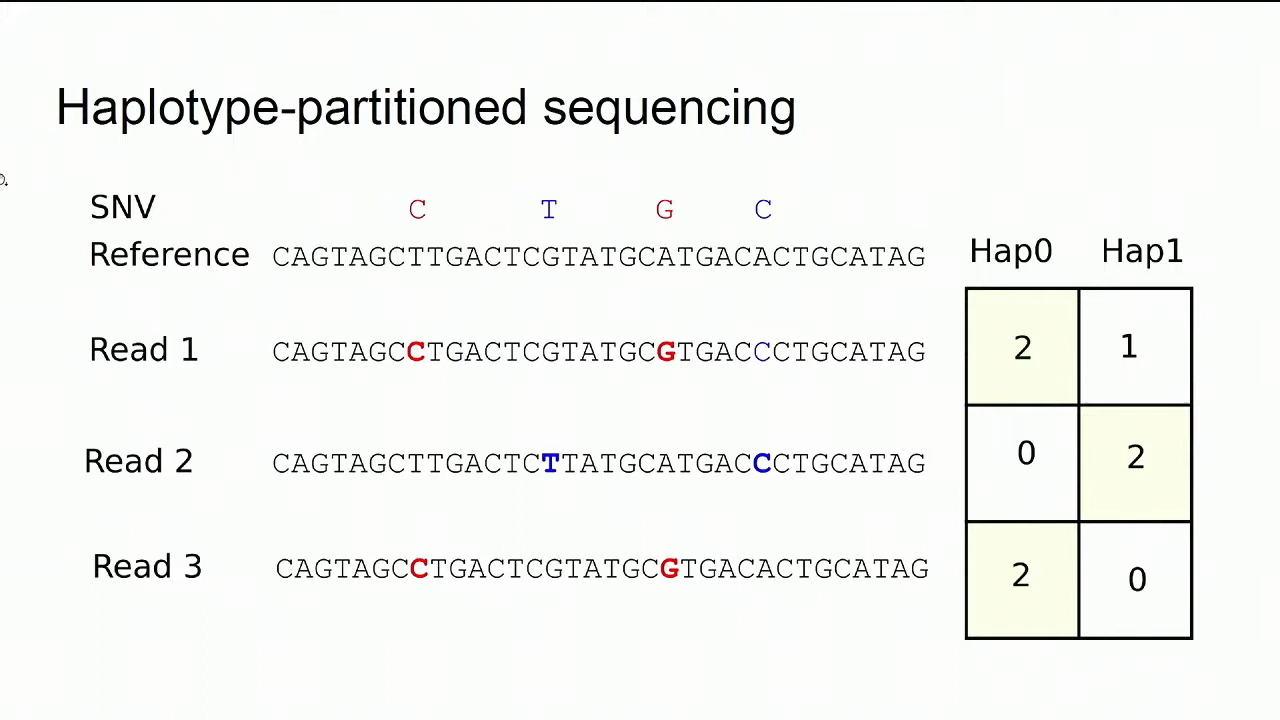 Haplotype-partitioned sequencing
SNV C T G C
Reference CAGTAGCTTGACTCGTATGCATGACACTGCATAG Hap0 Hap1
Read 1 CAGTAGCCTGACTCGTATGCGTGACCCTGCATAG 2 1
Read 2 CAGTAGCTTGACTCTTATGCATGACCCTGCATAG 0 2
Read 3 CAGTAGCCTGACTCGTATGCGTGACACTGCATAG 2 0